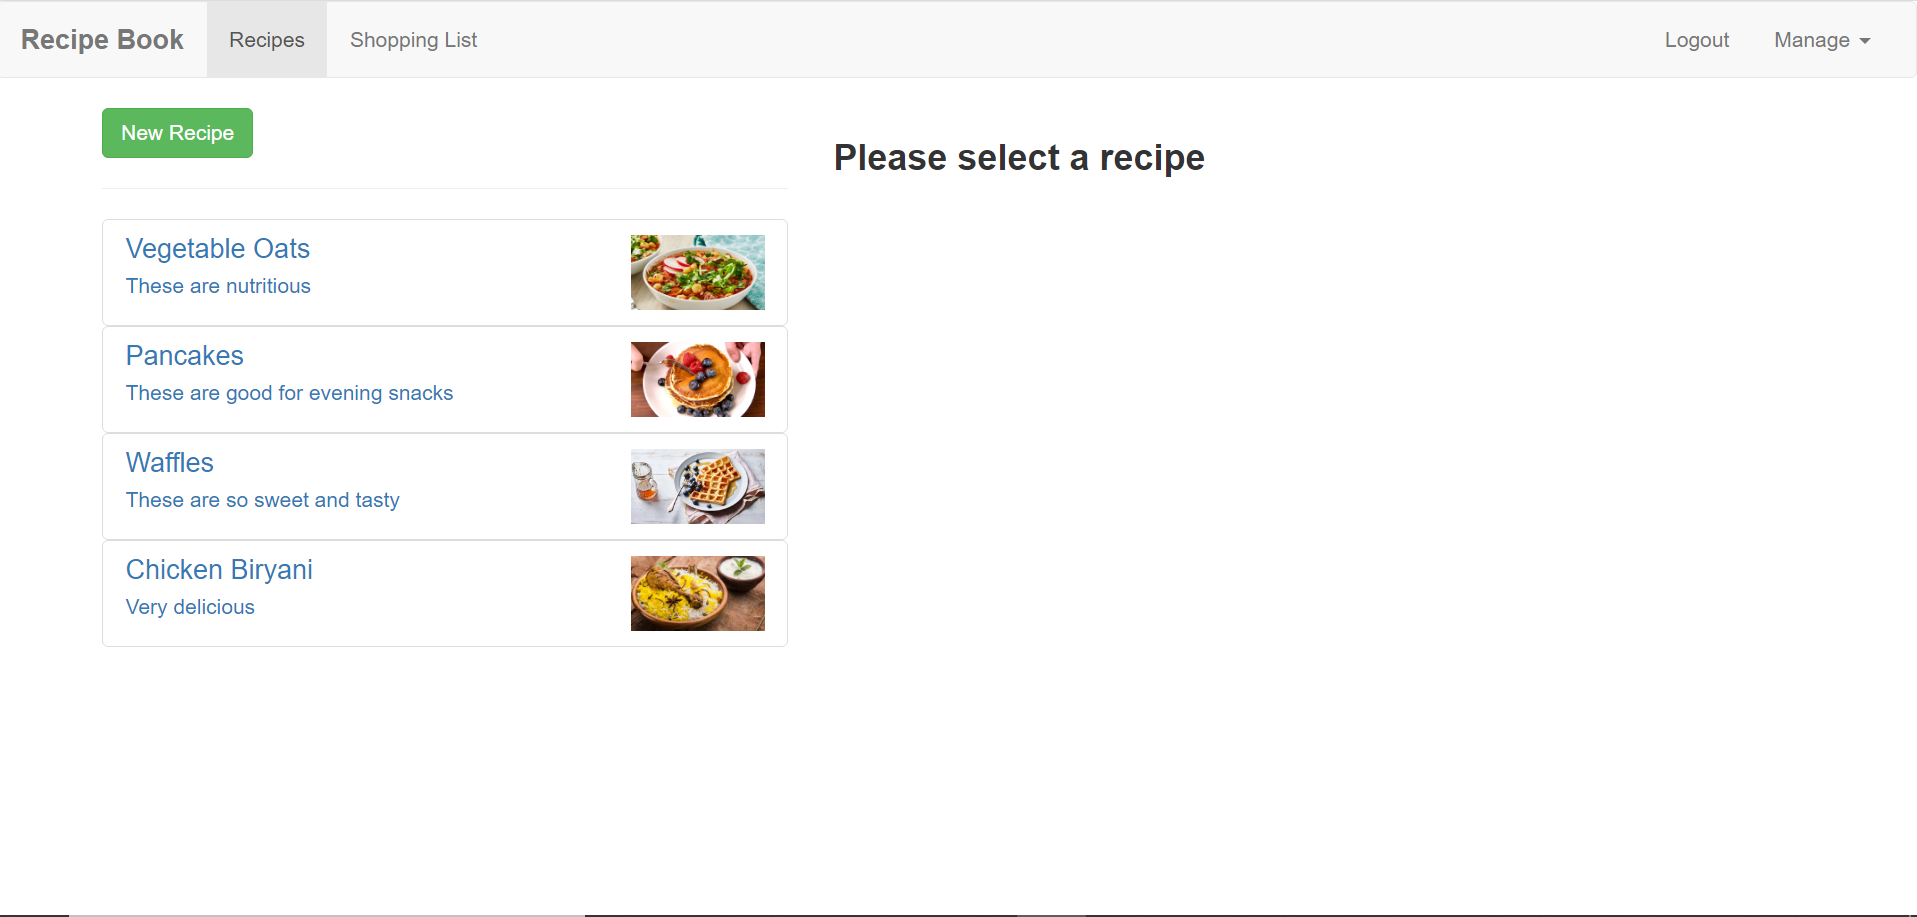 Recipe Book Recipes Shopping List Logout Manage
New Recipe
Please select a recipe
Vegetable Oats
These are nutritious
Pancakes
These are good for evening snacks
Waffles
These are so sweet and tasty
Chicken Biryani
Very delicious